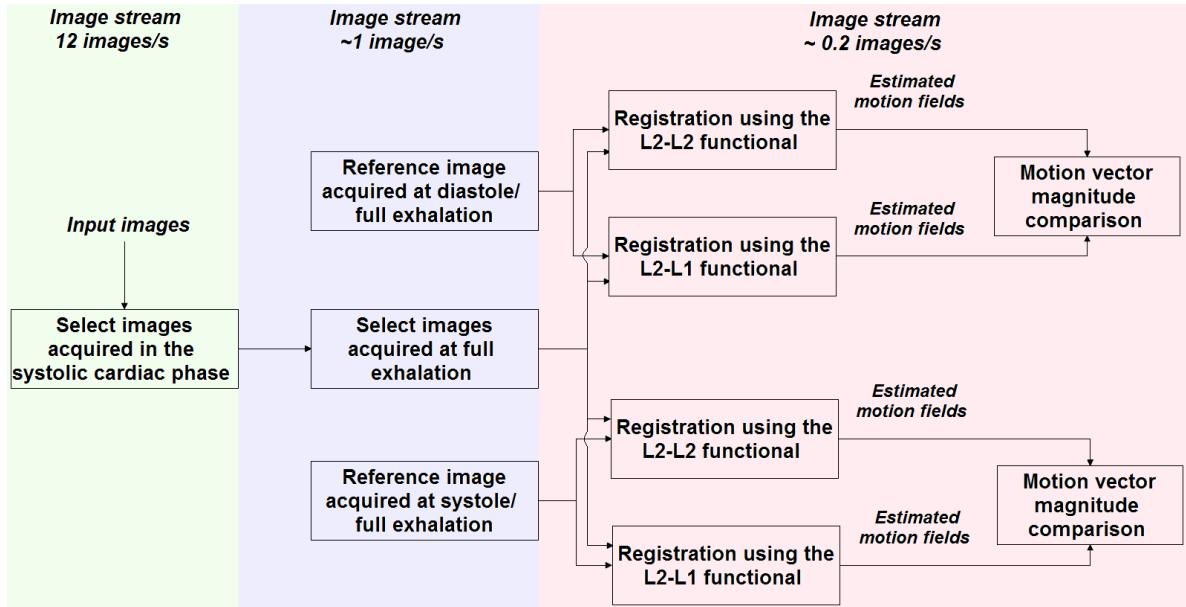 Image stream
12 images/s
Image stream
~1 image/s
Image stream
~ 0.2 images/s
Input images
Select images
acquired in the
systolic cardiac phase
Reference image
acquired at diastole/
full exhalation
Select images
acquired at full
exhalation
Reference image
acquired at systole/
full exhalation
Registration using the
L2-L2 functional
Estimated
motion fields
Registration using the
L2-L1 functional
Estimated
motion fields
Motion vector
magnitude
comparison
Registration using the
L2-L2 functional
Estimated
motion fields
Registration using the
L2-L1 functional
Estimated
motion fields
Motion vector
magnitude
comparison